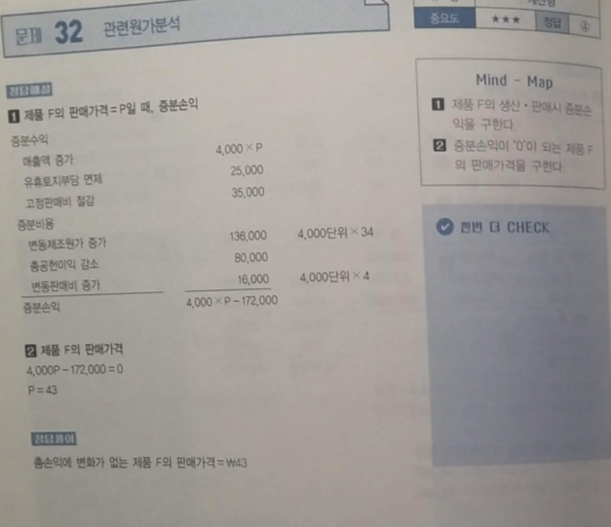 문제 32 관련원가분석
중요도 ★★★ 정답 ④
정답해설
1 제품 F의 판매가격=P일 때, 증분손익
증분수익
매출액 증가 4,000×P
유휴토지부담 면제 25,000
고정판매비 절감 35,000
증분비용
변동제조원가 증가 136,000 4,000단위×34
총공헌이익 감소 80,000
변동판매비 증가 16,000 4,000단위×4
증분손익 4,000×P-172,000
2 제품 F의 판매가격
4,000P-172,000=0
P=43
정답풀이
총손익에 변화가 없는 제품 F의 판매가격=₩43
Mind - Map
1 제품 F의 생산·판매시 증분손
익을 구한다.
2 증분손익이 '0'이 되는 제품 F
의 판매가격을 구한다.
한번 더 CHECK